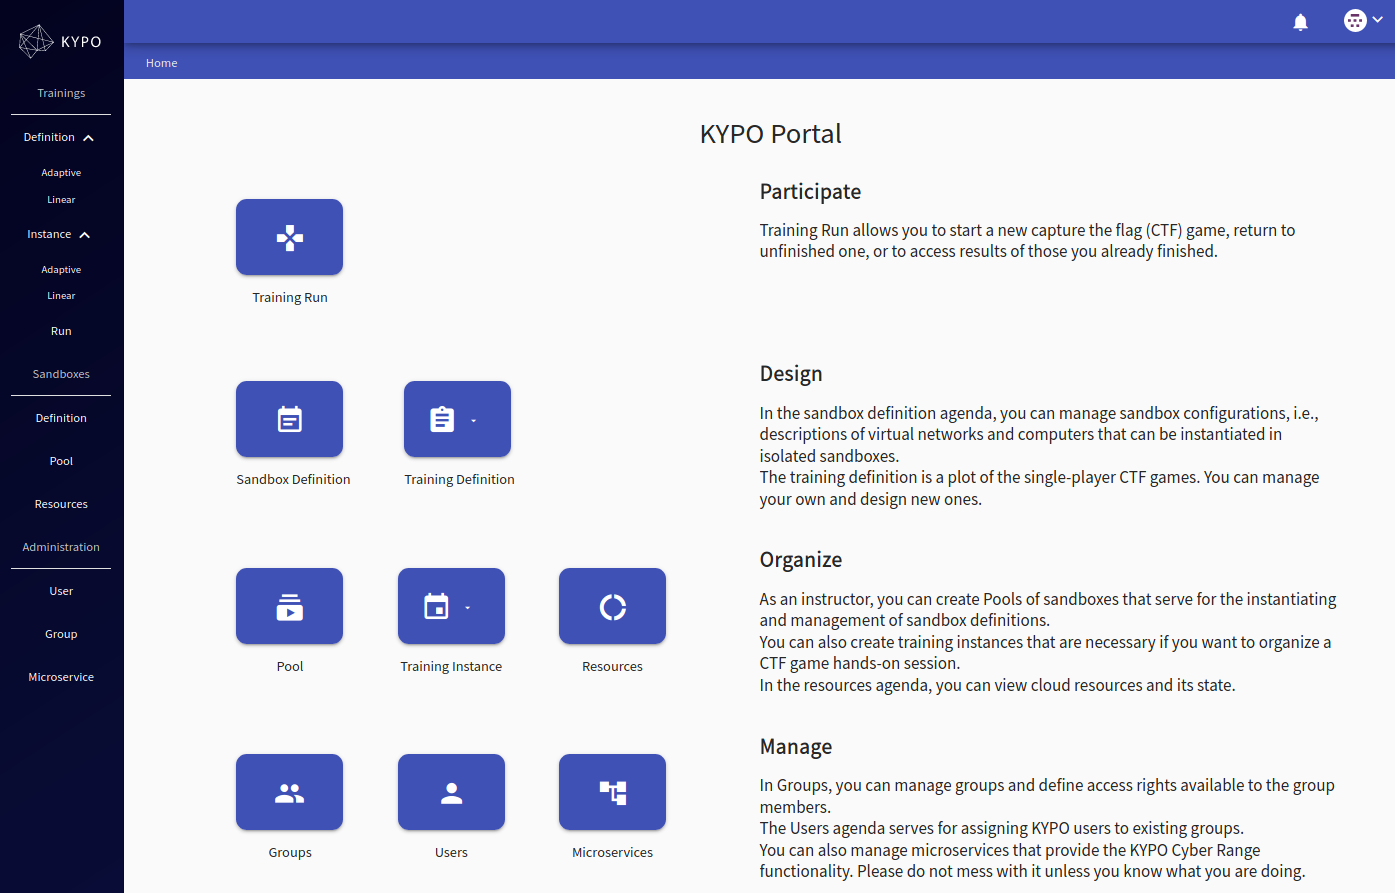 KYPO
Trainings
Definition
Adaptive
Linear
Instance
Adaptive
Linear
Run
Sandboxes
Definition
Pool
Resources
Administration
User
Group
Microservice
Home
KYPO Portal
Training Run
Participate
Training Run allows you to start a new capture the flag (CTF) game, return to
unfinished one, or to access results of those you already finished.
Sandbox Definition
Training Definition
Design
In the sandbox definition agenda, you can manage sandbox configurations, i.e.,
descriptions of virtual networks and computers that can be instantiated in
isolated sandboxes.
The training definition is a plot of the single-player CTF games. You can manage
your own and design new ones.
Pool
Training Instance
Resources
Organize
As an instructor, you can create Pools of sandboxes that serve for the instantiating
and management of sandbox definitions.
You can also create training instances that are necessary if you want to organize a
CTF game hands-on session.
In the resources agenda, you can view cloud resources and its state.
Groups
Users
Microservices
Manage
In Groups, you can manage groups and define access rights available to the group
members.
The Users agenda serves for assigning KYPO users to existing groups.
You can also manage microservices that provide the KYPO Cyber Range
functionality. Please do not mess with it unless you know what you are doing.